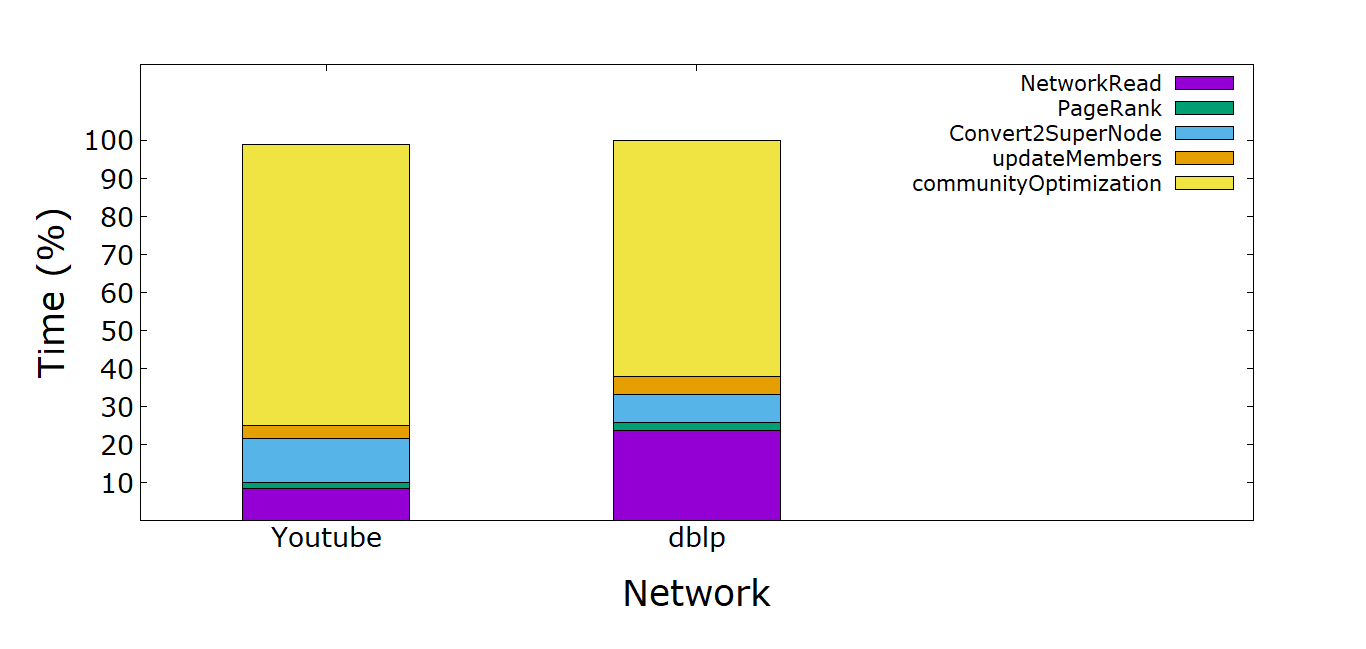 NetworkRead
PageRank
Convert2SuperNode
updateMembers
communityOptimization
100
90
80
70
60
50
40
30
20
10
Time (%)
Youtube dblp
Network